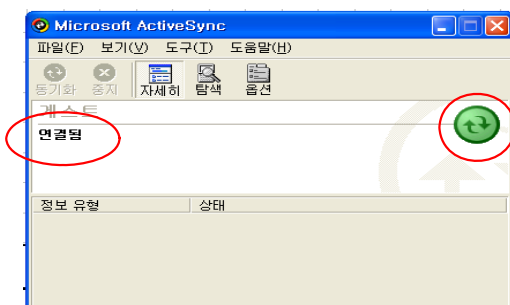 Microsoft ActiveSync
파일(F) 보기(V) 도구(T) 도움말(H)
동기화 중지 자세히 탐색 옵션
게스트
연결됨
정보 유형 상태